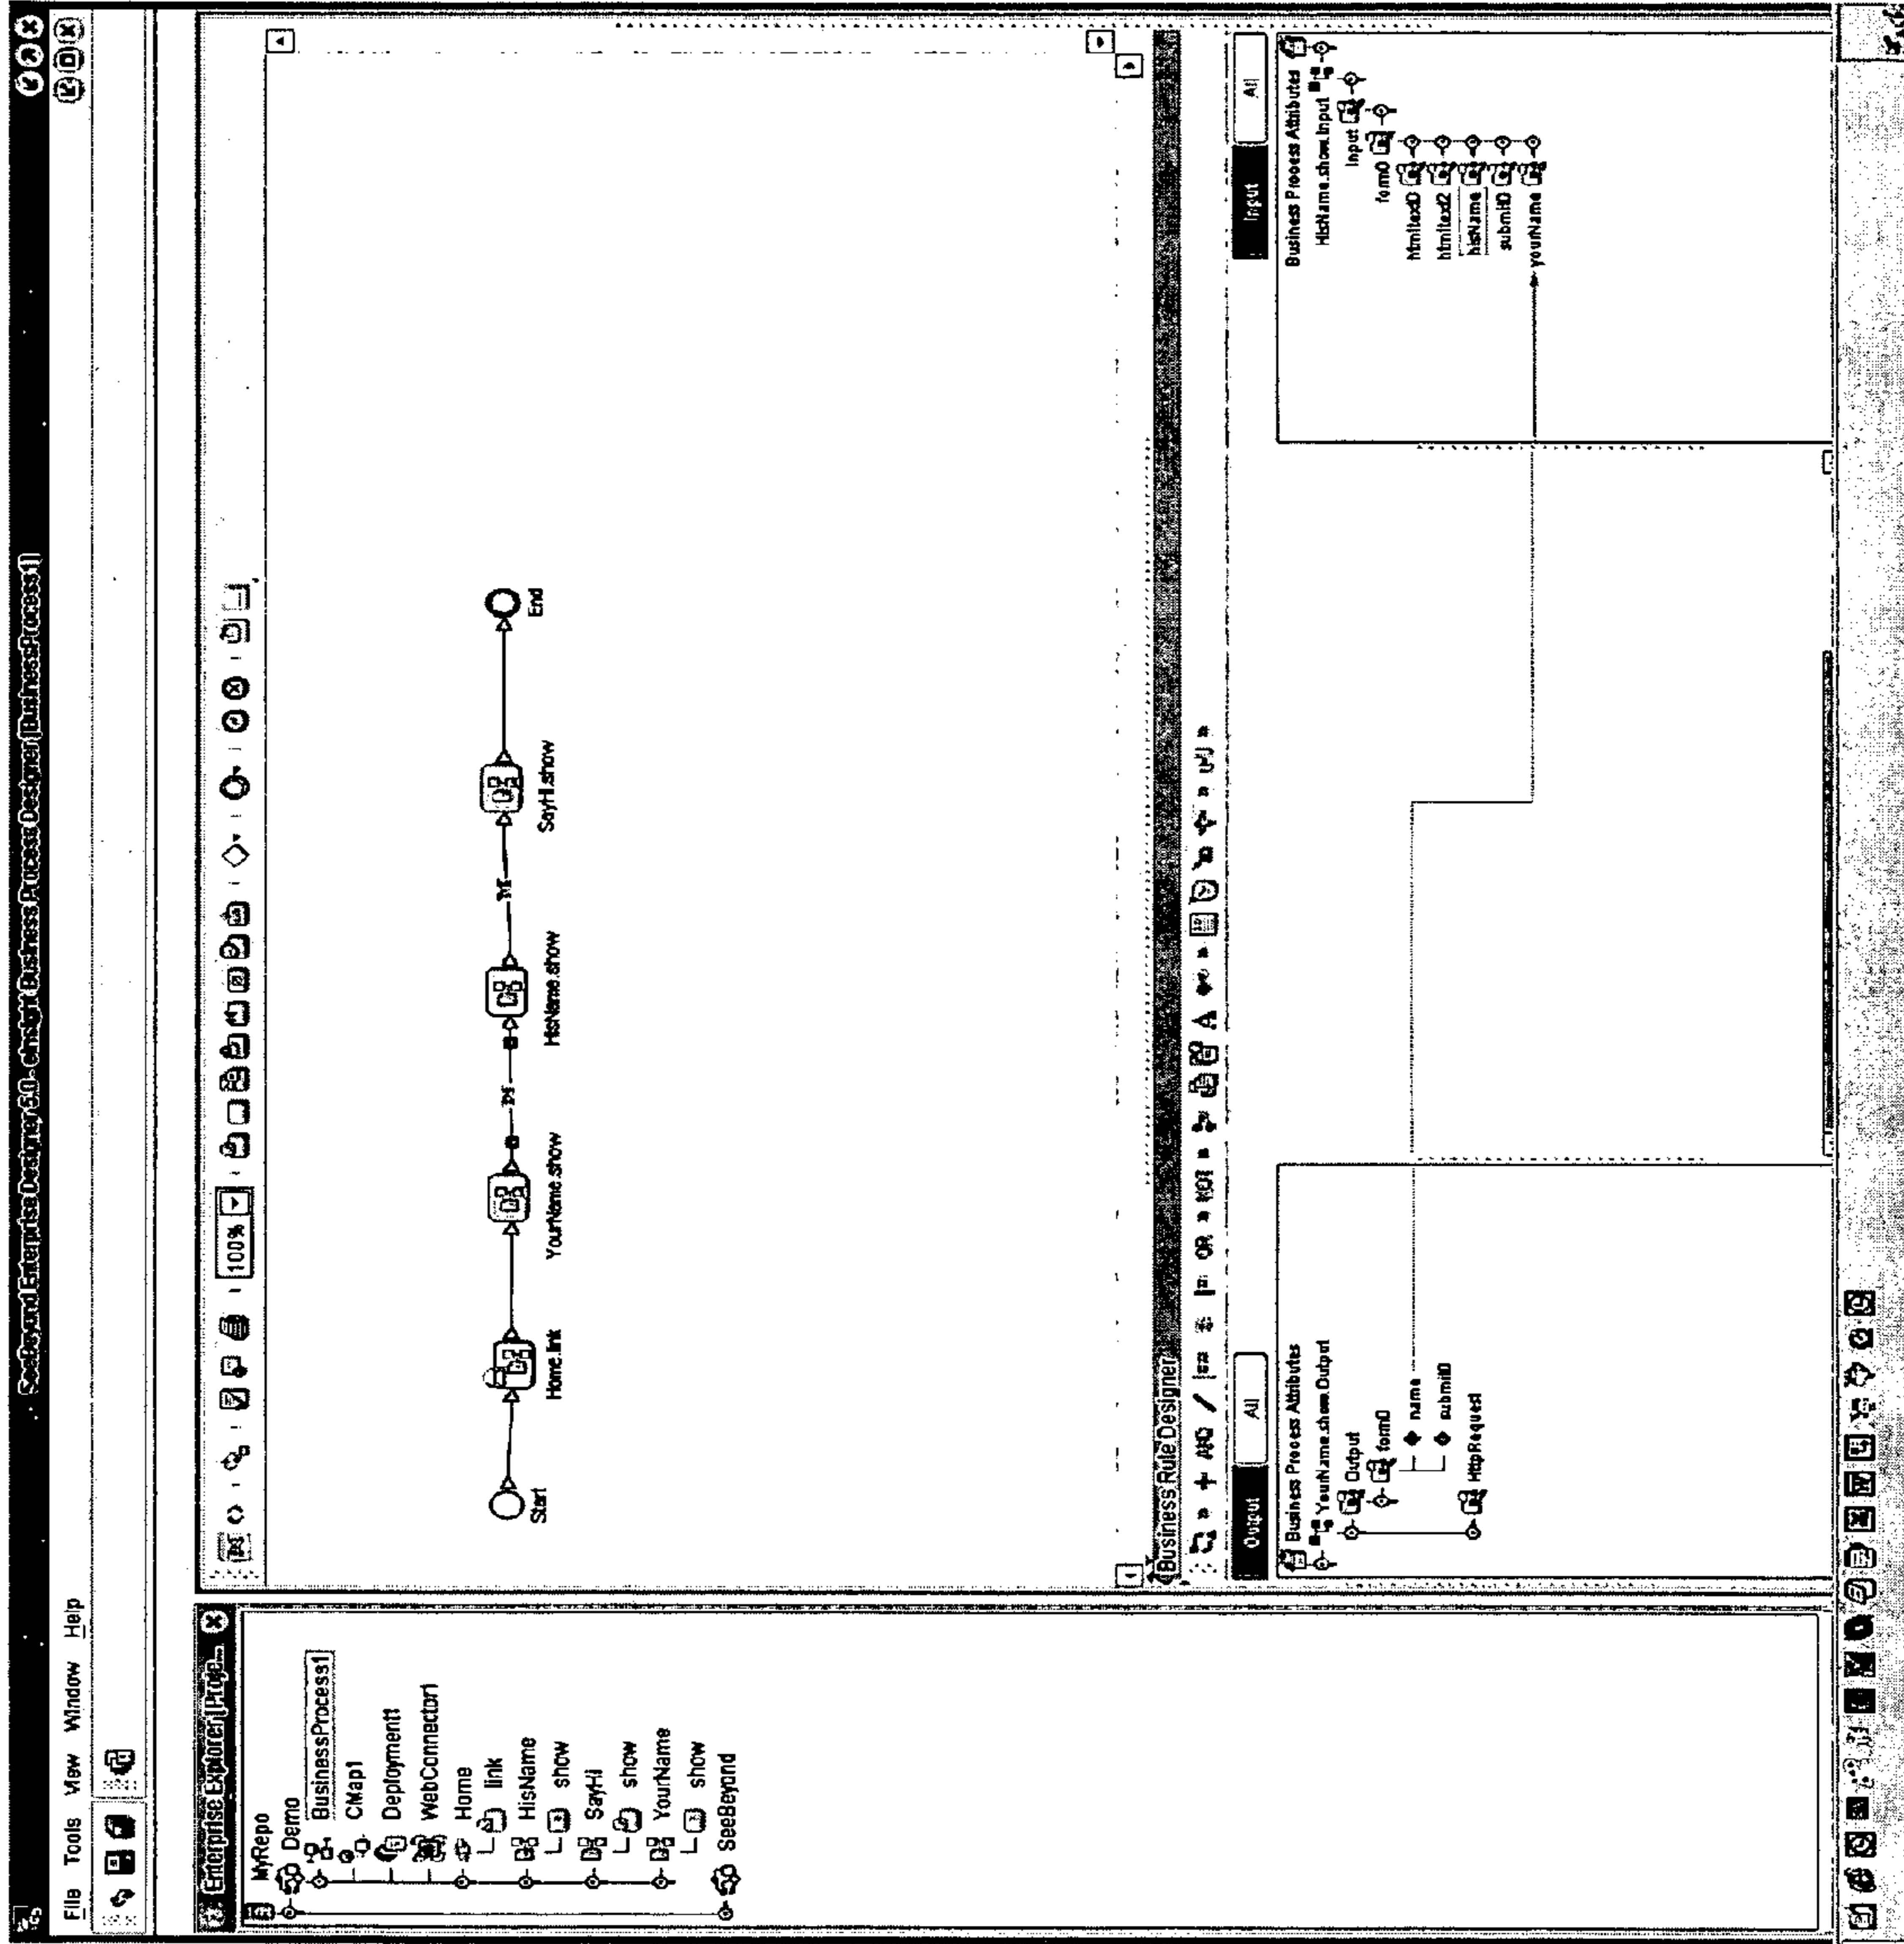 SeeBeyond Enterprise Designer 5.0 - eInsight Business Process Designer [BusinessProcess1]
File Tools View Window Help
Enterprise Explorer [Proje...
MyRepo
Demo
BusinessProcess1
CMap1
Deployment1
WebConnector1
Home
link
HisName
show
SayHi
show
YourName
show
SeeBeyond
100%
Start
Home.link
YourName.show
HisName.show
SayHi.show
End
Business Rule Designer
ABC
OR
NOT
A
Output All
Input All
Business Process Attributes
YourName.show.Output
Output
form0
name
submit0
HttpRequest
Business Process Attributes
HisName.show.Input
Input
form0
htmltext0
htmltext2
hisName
submit0
yourName